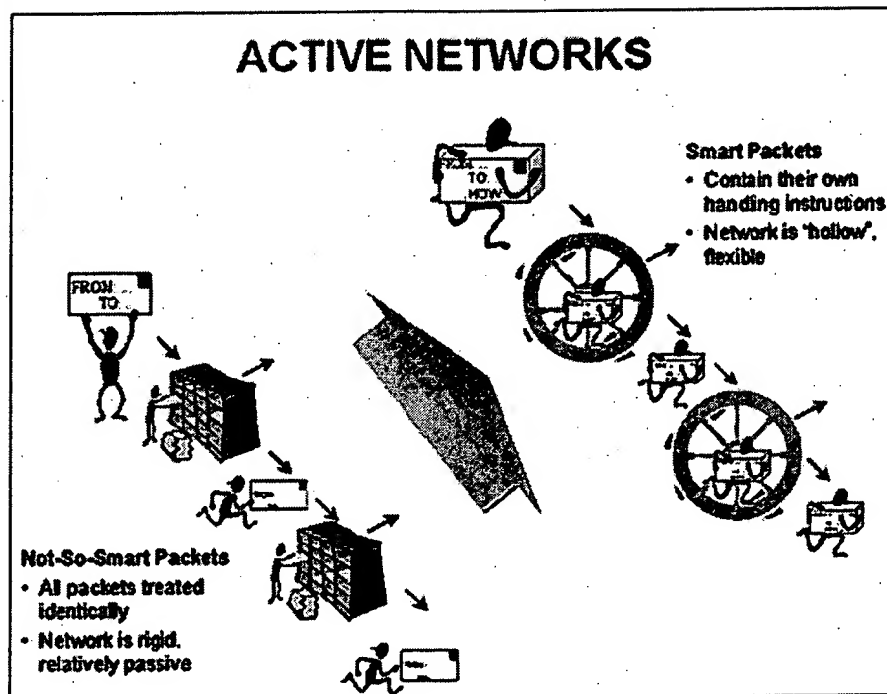 ACTIVE NETWORKS
FROM
TO
HOW
Smart Packets
• Contain their own
handing instructions
• Network is "hollow",
flexible
FROM ...
TO ...
Not-So-Smart Packets
• All packets treated
identically
• Network is rigid,
relatively passive